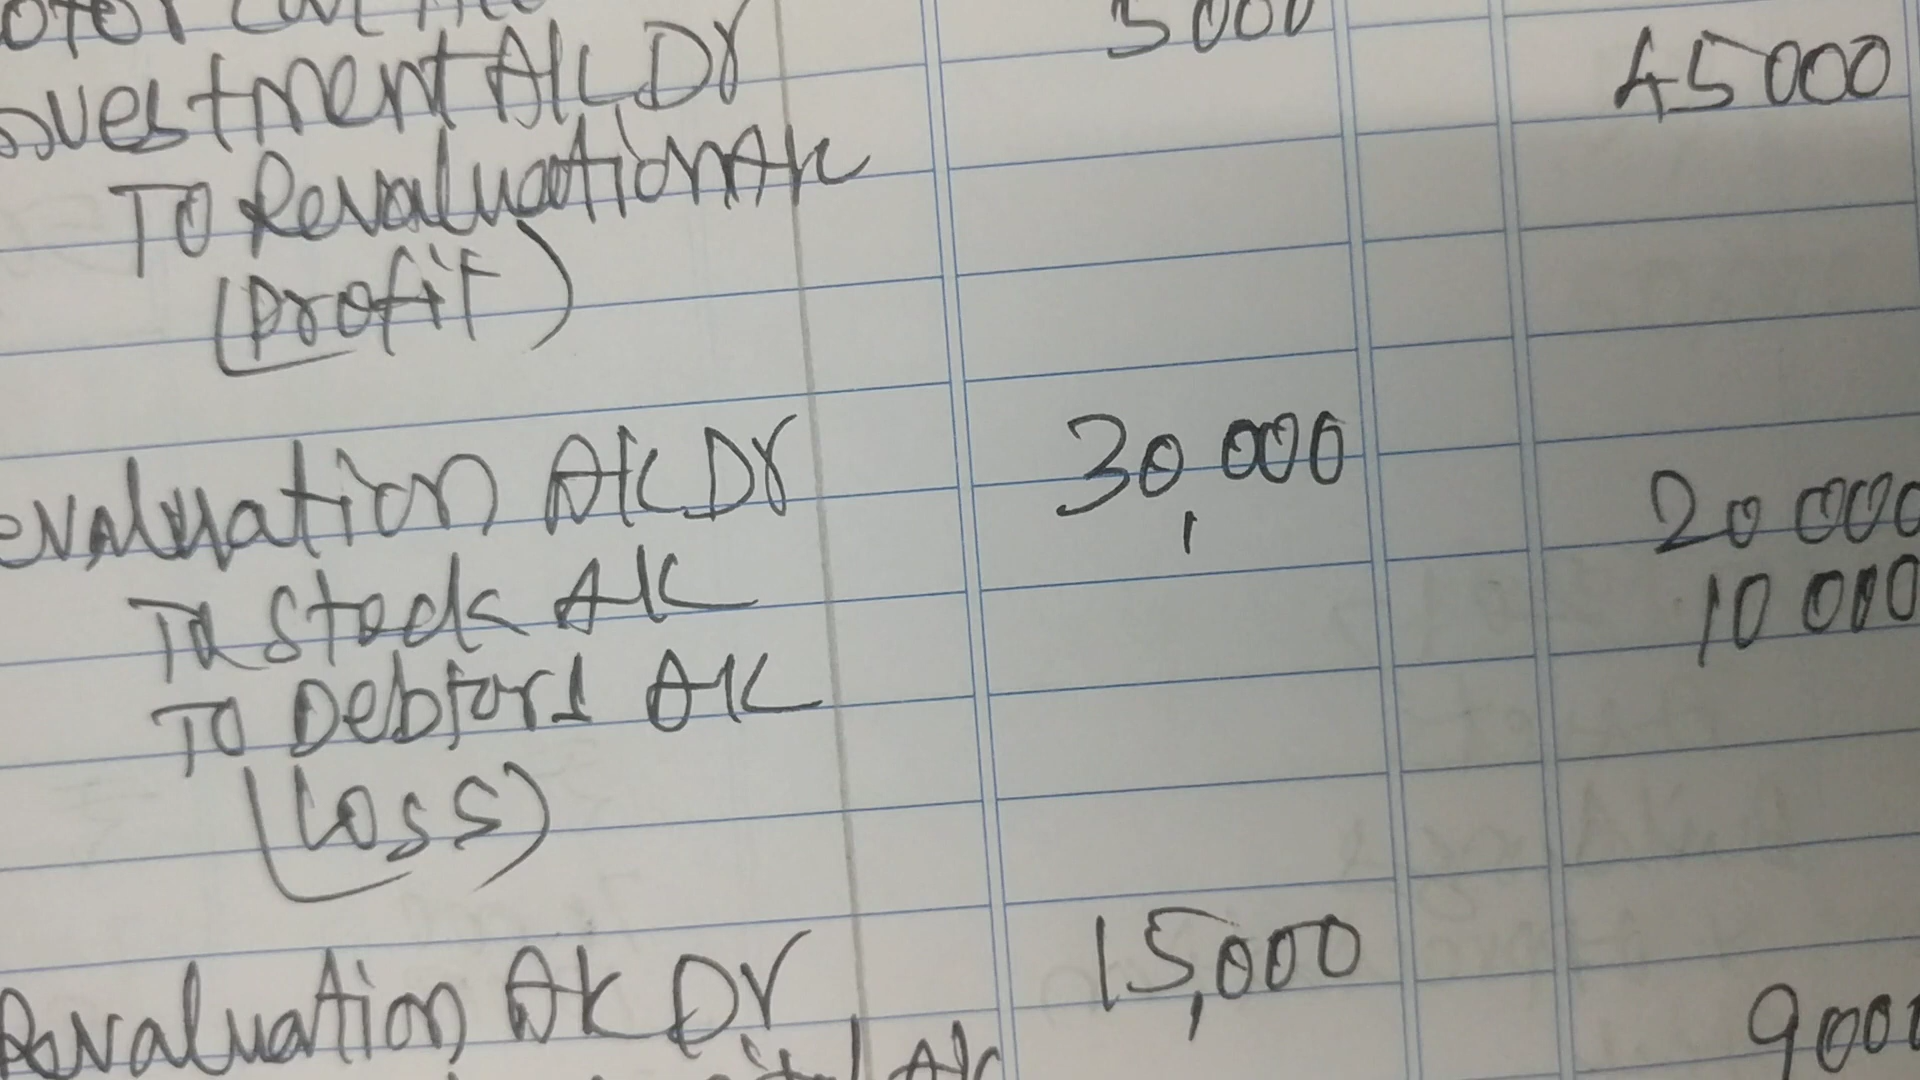 5000
Investment A/c Dr
45000
To Revaluation A/c
(Profit)
Revaluation A/c Dr 30,000
To Stock A/c 20000
To Debtors A/c 10000
(Loss)
Revaluation A/c Dr 15,000
A/c 9000